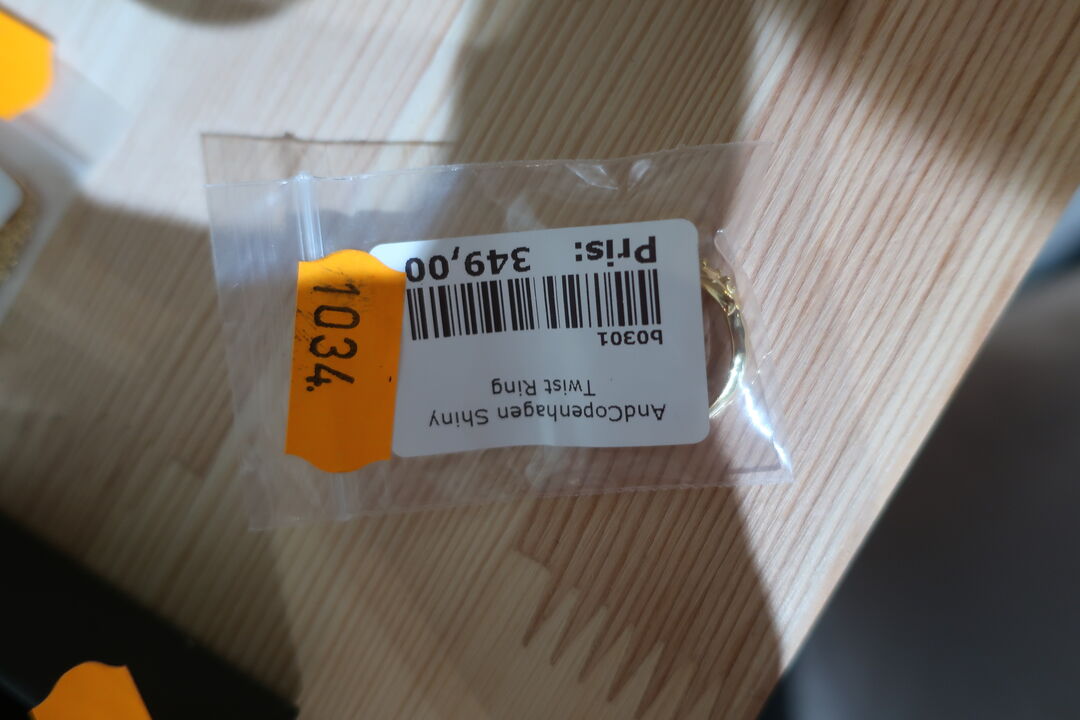 AndCopenhagen Shiny
Twist Ring
b0301
Pris: 349,00
1034.